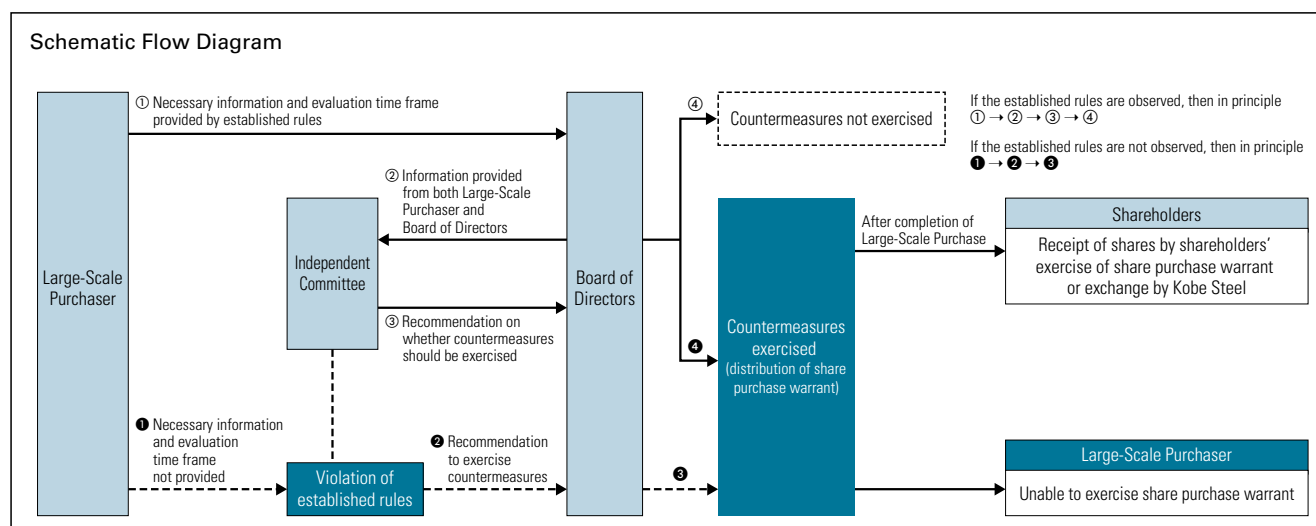 Schematic Flow Diagram
Large-Scale
Purchaser
① Necessary information and evaluation time frame
provided by established rules
② Information provided
from both Large-Scale
Purchaser and
Board of Directors
Independent
Committee
③ Recommendation on
whether countermeasures
should be exercised
❶ Necessary information
and evaluation
time frame
not provided
Violation of
established rules
❷ Recommendation
to exercise
countermeasures
Board of
Directors
④
Countermeasures not exercised
❹
❸
Countermeasures
exercised
(distribution of share
purchase warrant)
If the established rules are observed, then in principle
① → ② → ③ → ④
If the established rules are not observed, then in principle
❶ → ❷ → ❸
After completion of
Large-Scale Purchase
Shareholders
Receipt of shares by shareholders’
exercise of share purchase warrant
or exchange by Kobe Steel
Large-Scale Purchaser
Unable to exercise share purchase warrant